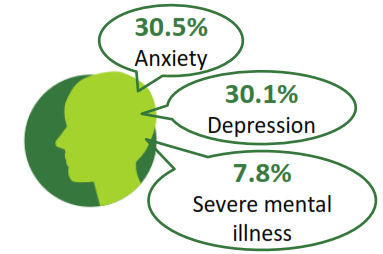 30.5%
Anxiety
30.1%
Depression
7.8%
Severe mental
illness